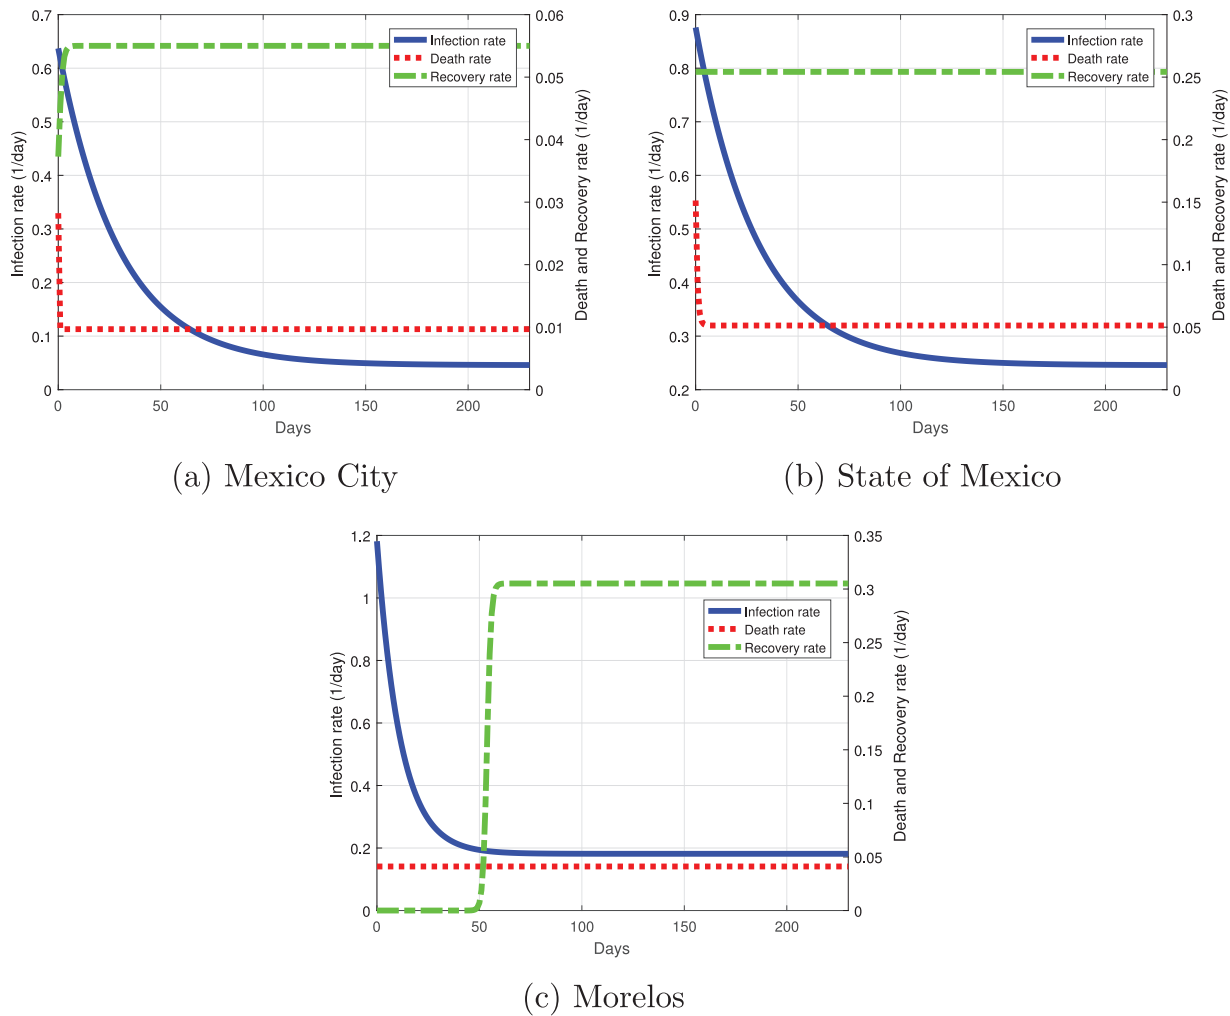 0.7
0.6
0.5
0.4
0.3
0.2
0.1
0
Infection rate (1/day)
0.06
0.05
0.04
0.03
0.02
0.01
0
Death and Recovery rate (1/day)
Infection rate
Death rate
Recovery rate
0 50 100 150 200
Days
(a) Mexico City
0.9
0.8
0.7
0.6
0.5
0.4
0.3
0.2
Infection rate (1/day)
0.3
0.25
0.2
0.15
0.1
0.05
0
Death and Recovery rate (1/day)
Infection rate
Death rate
Recovery rate
0 50 100 150 200
Days
(b) State of Mexico
1.2
1
0.8
0.6
0.4
0.2
0
Infection rate (1/day)
0.35
0.3
0.25
0.2
0.15
0.1
0.05
0
Death and Recovery rate (1/day)
Infection rate
Death rate
Recovery rate
0 50 100 150 200
Days
(c) Morelos